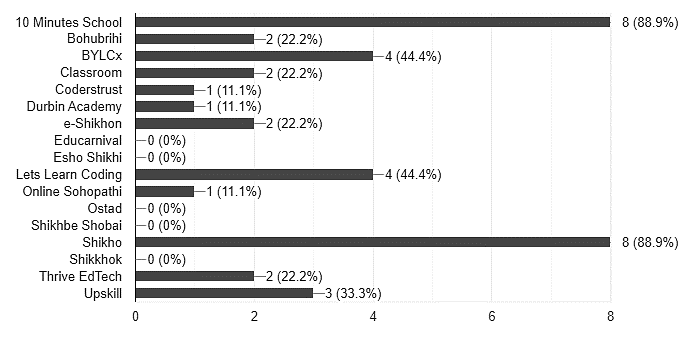 10 Minutes School 8 (88.9%)
Bohubrihi 2 (22.2%)
BYLCx 4 (44.4%)
Classroom 2 (22.2%)
Coderstrust 1 (11.1%)
Durbin Academy 1 (11.1%)
e-Shikhon 2 (22.2%)
Educarnival 0 (0%)
Esho Shikhi 0 (0%)
Lets Learn Coding 4 (44.4%)
Online Sohopathi 1 (11.1%)
Ostad 0 (0%)
Shikhbe Shobai 0 (0%)
Shikho 8 (88.9%)
Shikkhok 0 (0%)
Thrive EdTech 2 (22.2%)
Upskill 3 (33.3%)
0 2 4 6 8